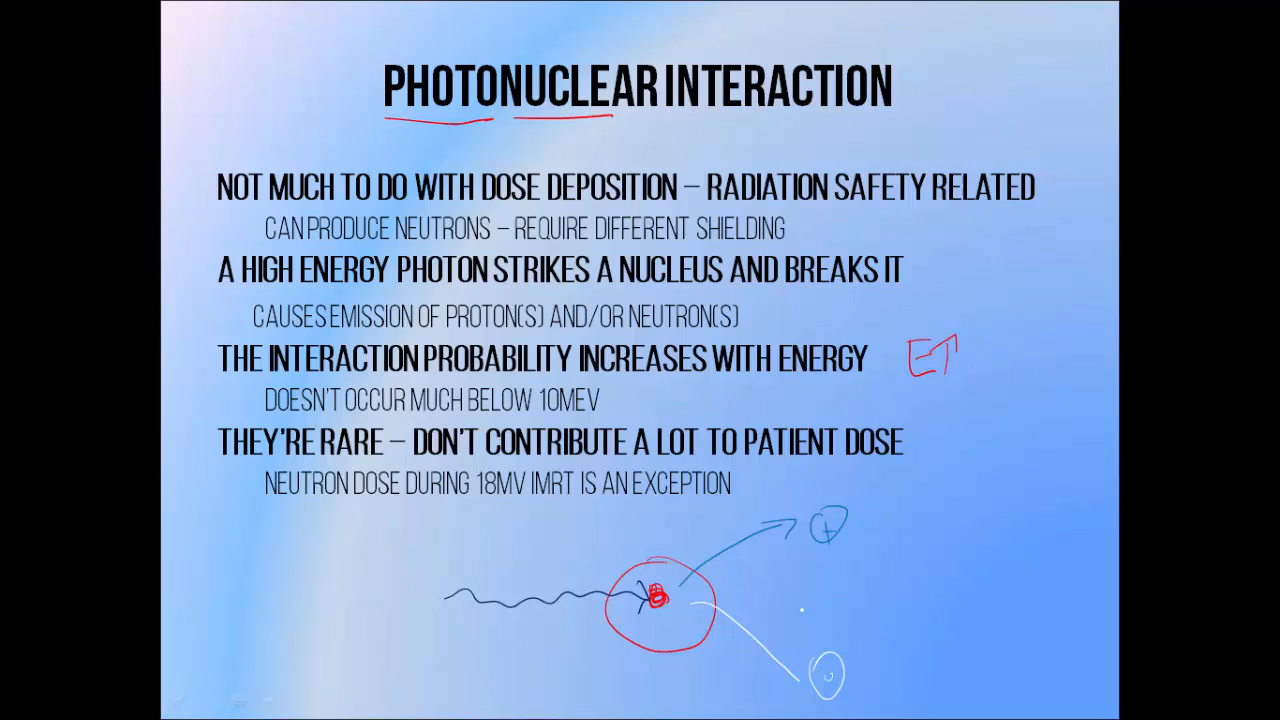 PHOTONUCLEAR INTERACTION
NOT MUCH TO DO WITH DOSE DEPOSITION – RADIATION SAFETY RELATED
CAN PRODUCE NEUTRONS – REQUIRE DIFFERENT SHIELDING
A HIGH ENERGY PHOTON STRIKES A NUCLEUS AND BREAKS IT
CAUSES EMISSION OF PROTON(S) AND/OR NEUTRON(S)
THE INTERACTION PROBABILITY INCREASES WITH ENERGY E↑
DOESN'T OCCUR MUCH BELOW 10MEV
THEY'RE RARE – DON'T CONTRIBUTE A LOT TO PATIENT DOSE
NEUTRON DOSE DURING 18MV IMRT IS AN EXCEPTION
+